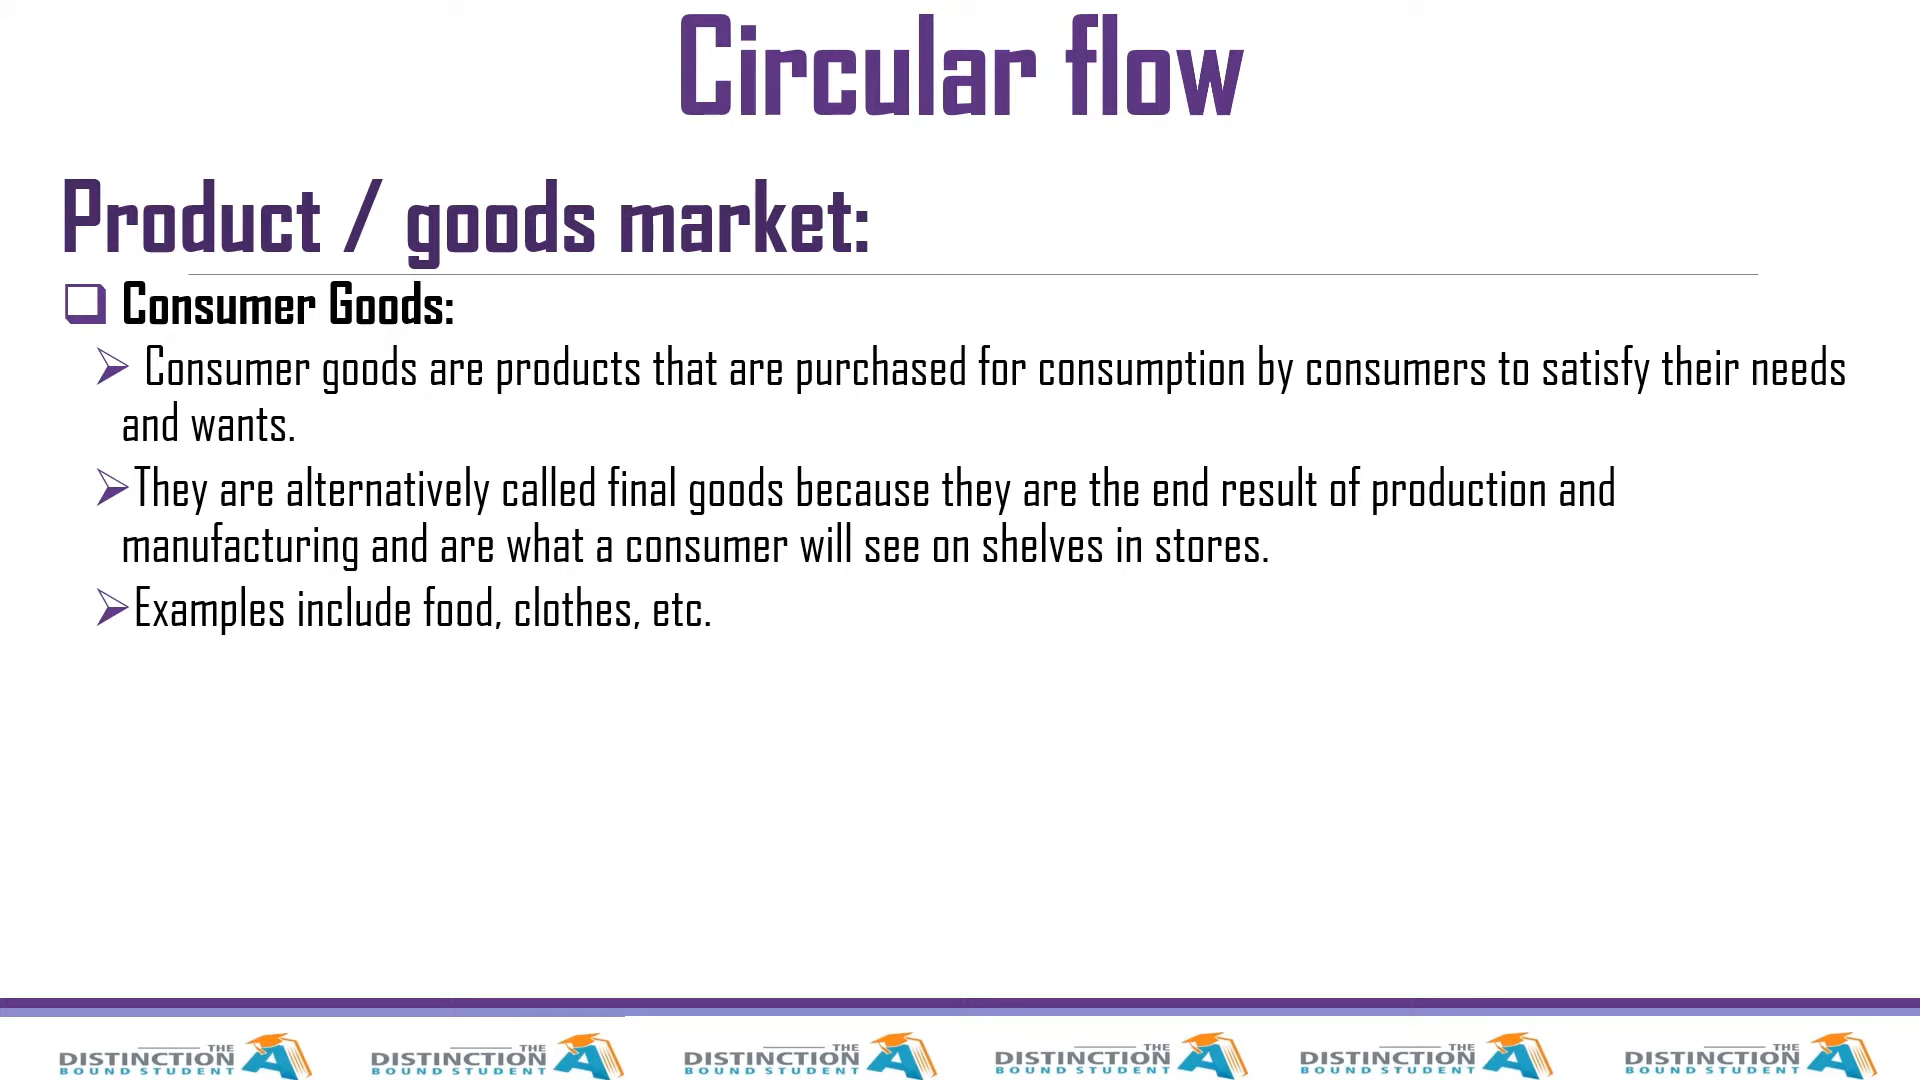 Circular flow
Product / goods market:
Consumer Goods:
Consumer goods are products that are purchased for consumption by consumers to satisfy their needs
and wants.
They are alternatively called final goods because they are the end result of production and
manufacturing and are what a consumer will see on shelves in stores.
Examples include food, clothes, etc.
THE
DISTINCTION
BOUND STUDENT
THE
DISTINCTION
BOUND STUDENT
THE
DISTINCTION
BOUND STUDENT
THE
DISTINCTION
BOUND STUDENT
THE
DISTINCTION
BOUND STUDENT
THE
DISTINCTION
BOUND STUDENT